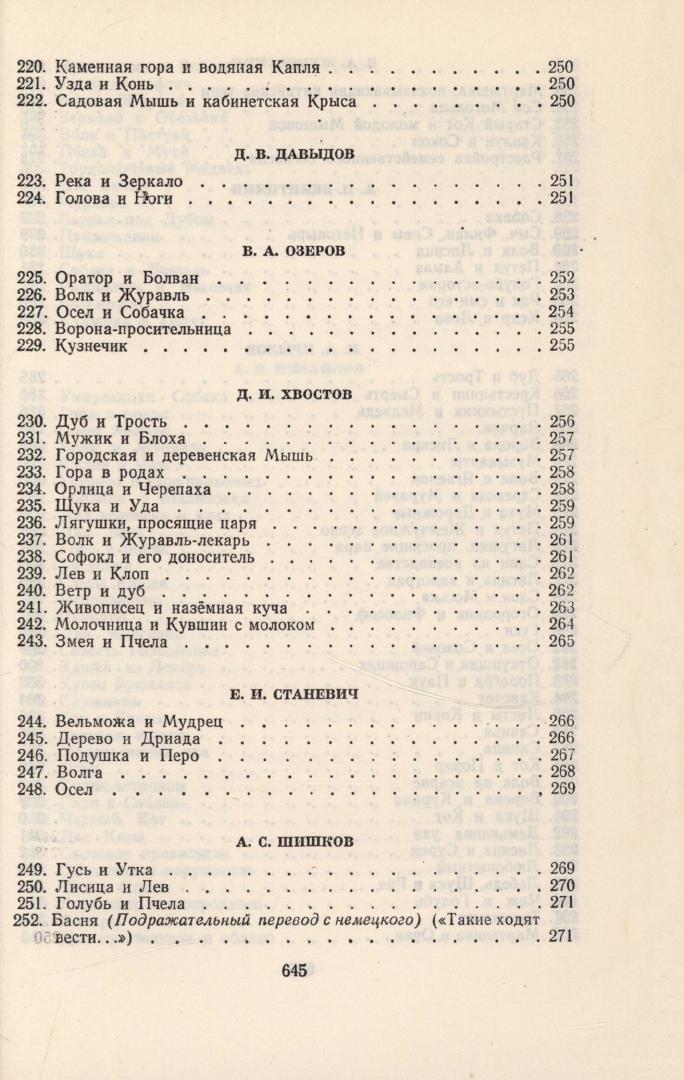 220. Каменная гора и водяная Капля . . . . . . . . . . 250
221. Узда и Конь . . . . . . . . . . . . . . . . . . . . 250
222. Садовая Мышь и кабинетская Крыса . . . . . . . . 250
Д. В. ДАВЫДОВ
223. Река и Зеркало . . . . . . . . . . . . . . . . . . 251
224. Голова и Ноги . . . . . . . . . . . . . . . . . . . 251
В. А. ОЗЕРОВ
225. Оратор и Болван . . . . . . . . . . . . . . . . . 252
226. Волк и Журавль . . . . . . . . . . . . . . . . . . 253
227. Осел и Собачка . . . . . . . . . . . . . . . . . . 254
228. Ворона-просительница . . . . . . . . . . . . . . . 255
229. Кузнечик . . . . . . . . . . . . . . . . . . . . . 255
Д. И. ХВОСТОВ
230. Дуб и Трость . . . . . . . . . . . . . . . . . . . 256
231. Мужик и Блоха . . . . . . . . . . . . . . . . . . 257
232. Городская и деревенская Мышь . . . . . . . . . . 257
233. Гора в родах . . . . . . . . . . . . . . . . . . . 258
234. Орлица и Черепаха . . . . . . . . . . . . . . . . 258
235. Щука и Уда . . . . . . . . . . . . . . . . . . . . 259
236. Лягушки, просящие царя . . . . . . . . . . . . . 259
237. Волк и Журавль-лекарь . . . . . . . . . . . . . . 261
238. Софокл и его доноситель . . . . . . . . . . . . . 261
239. Лев и Клоп . . . . . . . . . . . . . . . . . . . . 262
240. Ветр и дуб . . . . . . . . . . . . . . . . . . . . 262
241. Живописец и назёмная куча . . . . . . . . . . . . 263
242. Молочница и Кувшин с молоком . . . . . . . . . . 264
243. Змея и Пчела . . . . . . . . . . . . . . . . . . . 265
Е. И. СТАНЕВИЧ
244. Вельможа и Мудрец . . . . . . . . . . . . . . . . 266
245. Дерево и Дриада . . . . . . . . . . . . . . . . . 266
246. Подушка и Перо . . . . . . . . . . . . . . . . . . 267
247. Волга . . . . . . . . . . . . . . . . . . . . . . . 268
248. Осел . . . . . . . . . . . . . . . . . . . . . . . 269
А. С. ШИШКОВ
249. Гусь и Утка . . . . . . . . . . . . . . . . . . . . 269
250. Лисица и Лев . . . . . . . . . . . . . . . . . . . 270
251. Голубь и Пчела . . . . . . . . . . . . . . . . . . 271
252. Басня (Подражательный перевод с немецкого) («Такие ходят
вести...») . . . . . . . . . . . . . . . . . . . . . 271
645